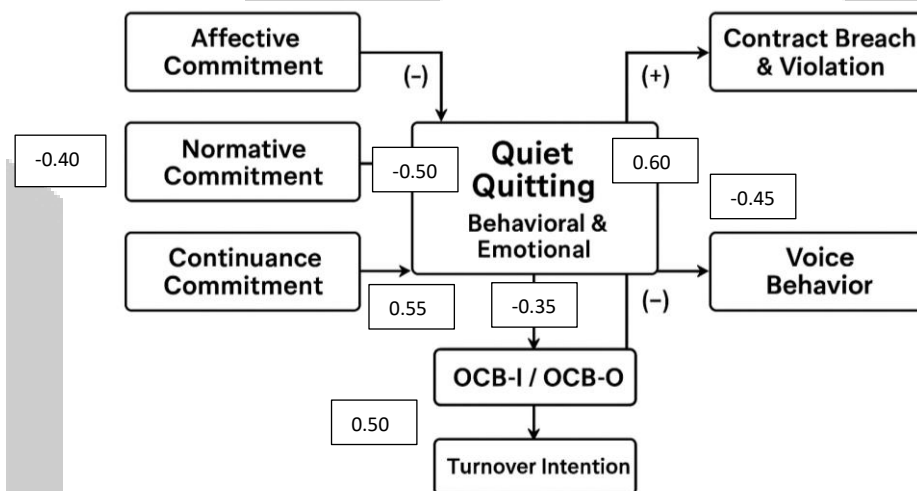 Affective
Commitment
(-)
(+)
Contract Breach
& Violation
-0.40
Normative
Commitment
-0.50
Quiet
Quitting
Behavioral &
Emotional
0.60
-0.45
Continuance
Commitment
0.55
-0.35
(-)
Voice
Behavior
OCB-I / OCB-O
0.50
Turnover Intention